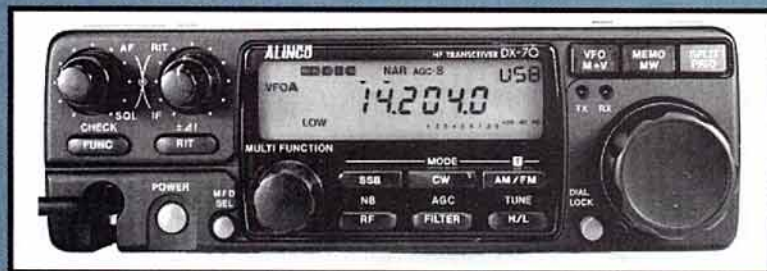 AF RIT
SQL IF
CHECK
FUNC
RIT
POWER
ALINCO
HF TRANSCEIVER DX-70
NAR AGC-S USB
VFOA
14.204.0
LOW
MULTI FUNCTION
MODE
SSB CW AM/FM
NB AGC TUNE
RF FILTER H/L
VFO
M▸V
MEMO
MW
SPLIT
TX RX
DIAL
LOCK
SEL